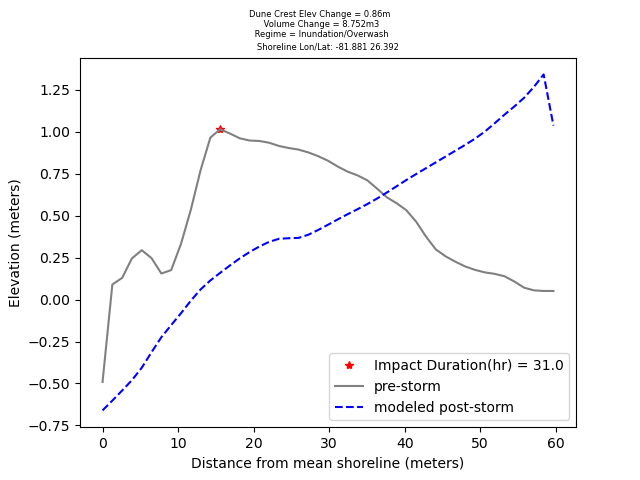 Dune Crest Elev Change = 0.86m
Volume Change = 8.752m3
Regime = Inundation/Overwash
Shoreline Lon/Lat: -81.881 26.392
Elevation (meters)
1.25
1.00
0.75
0.50
0.25
0.00
−0.25
−0.50
−0.75
Impact Duration(hr) = 31.0
pre-storm
modeled post-storm
0 10 20 30 40 50 60
Distance from mean shoreline (meters)